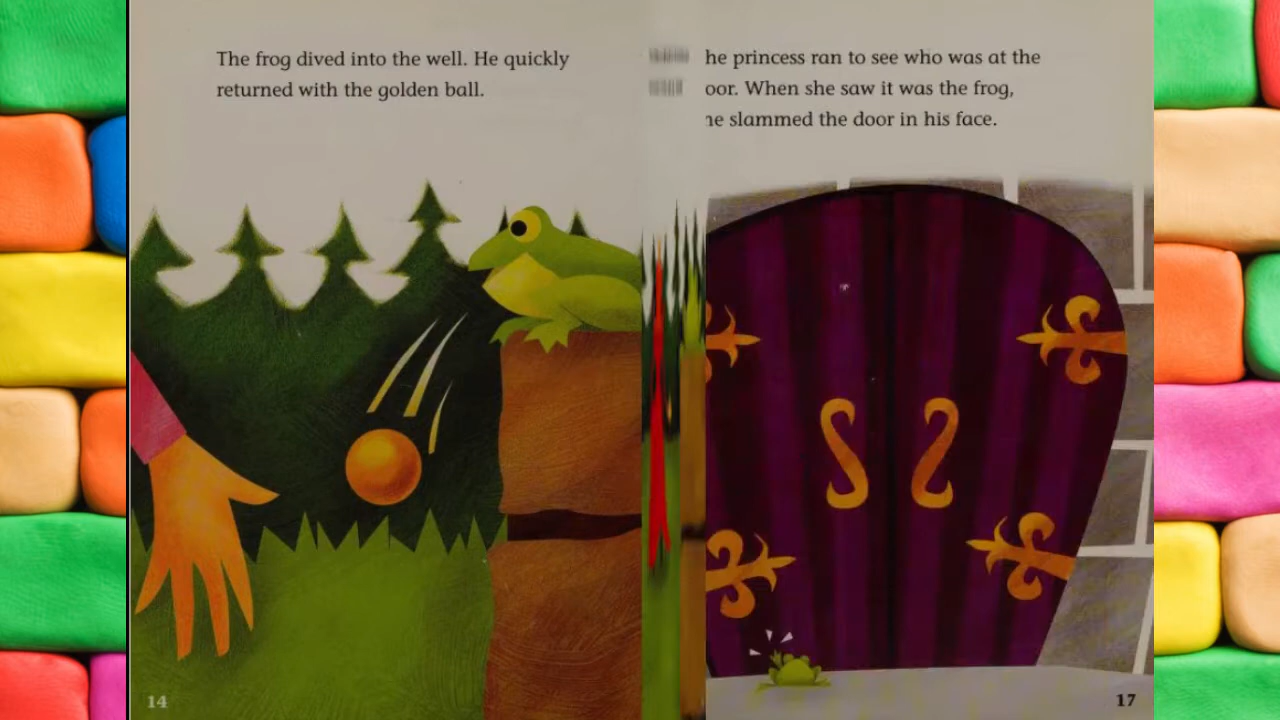 The frog dived into the well. He quickly
returned with the golden ball.
14
he princess ran to see who was at the
oor. When she saw it was the frog,
he slammed the door in his face.
17